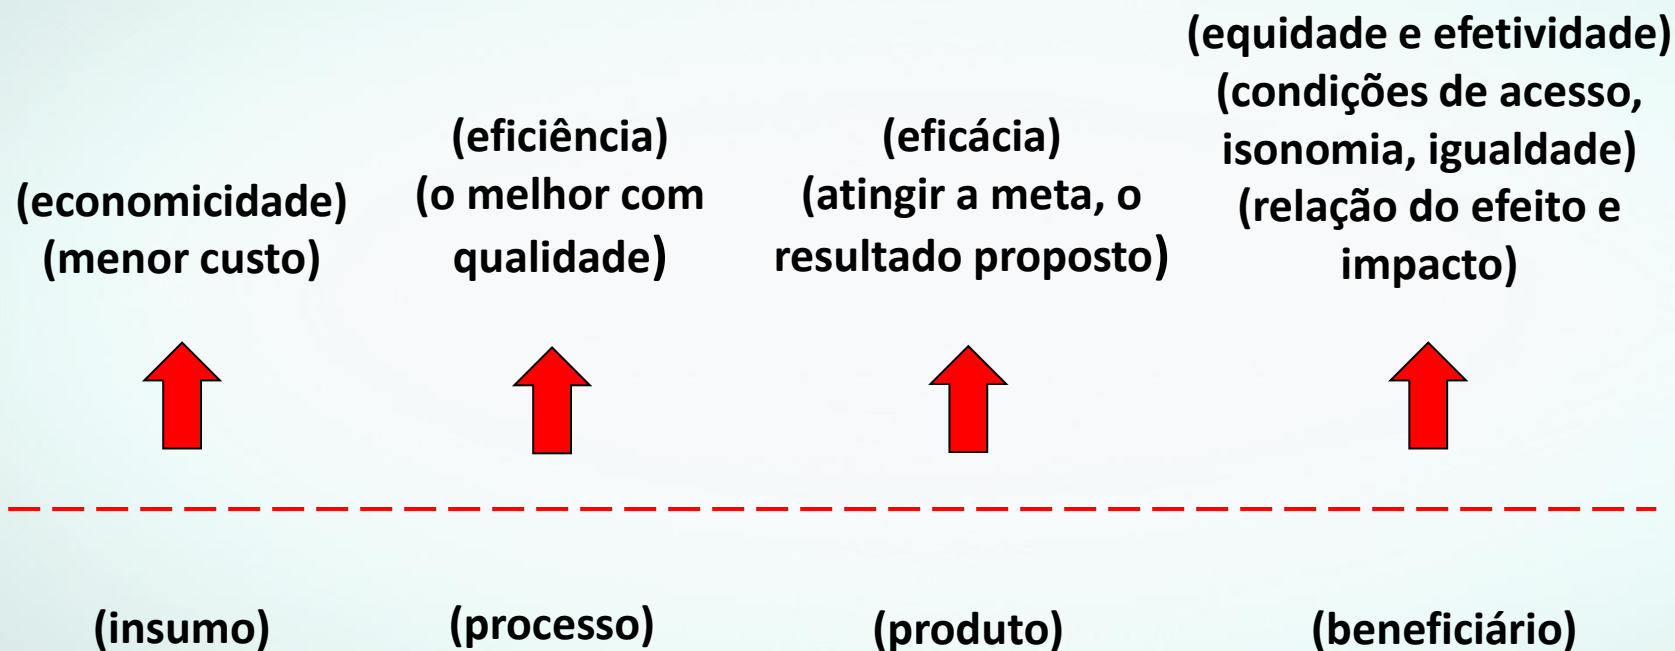 (economicidade)
(menor custo)
(eficiência)
(o melhor com
qualidade)
(eficácia)
(atingir a meta, o
resultado proposto)
(equidade e efetividade)
(condições de acesso,
isonomia, igualdade)
(relação do efeito e
impacto)
(insumo)
(processo)
(produto)
(beneficiário)